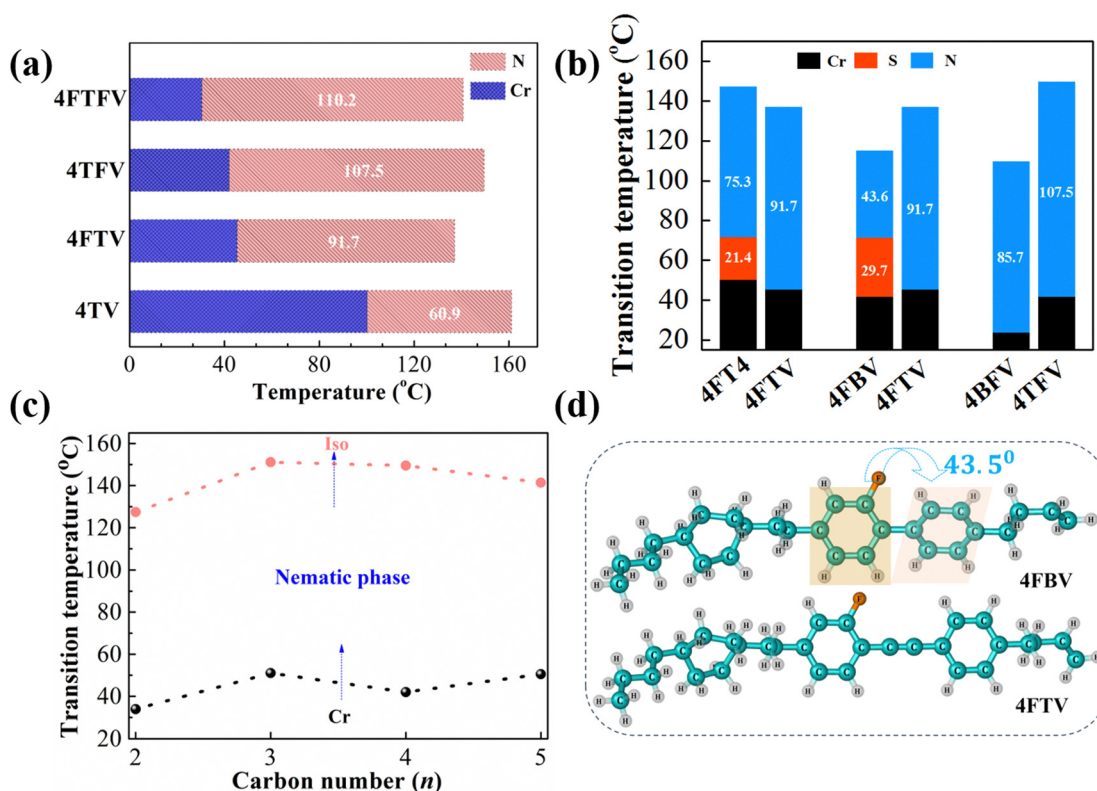 (a)
N
Cr
4FTFV
110.2
4TFV
107.5
4FTV
91.7
4TV
60.9
0 40 80 120 160
Temperature (°C)
(b)
Transition temperature (°C)
160
140
120
100
80
60
40
20
Cr S N
75.3
21.4
91.7
43.6
29.7
91.7
85.7
107.5
4FT4 4FTV 4FBV 4FTV 4BFV 4TFV
(c)
Transition temperature (°C)
160
140
120
100
80
60
40
20
Iso
Nematic phase
Cr
2 3 4 5
Carbon number (n)
(d)
43.5⁰
F
4FBV
F
4FTV